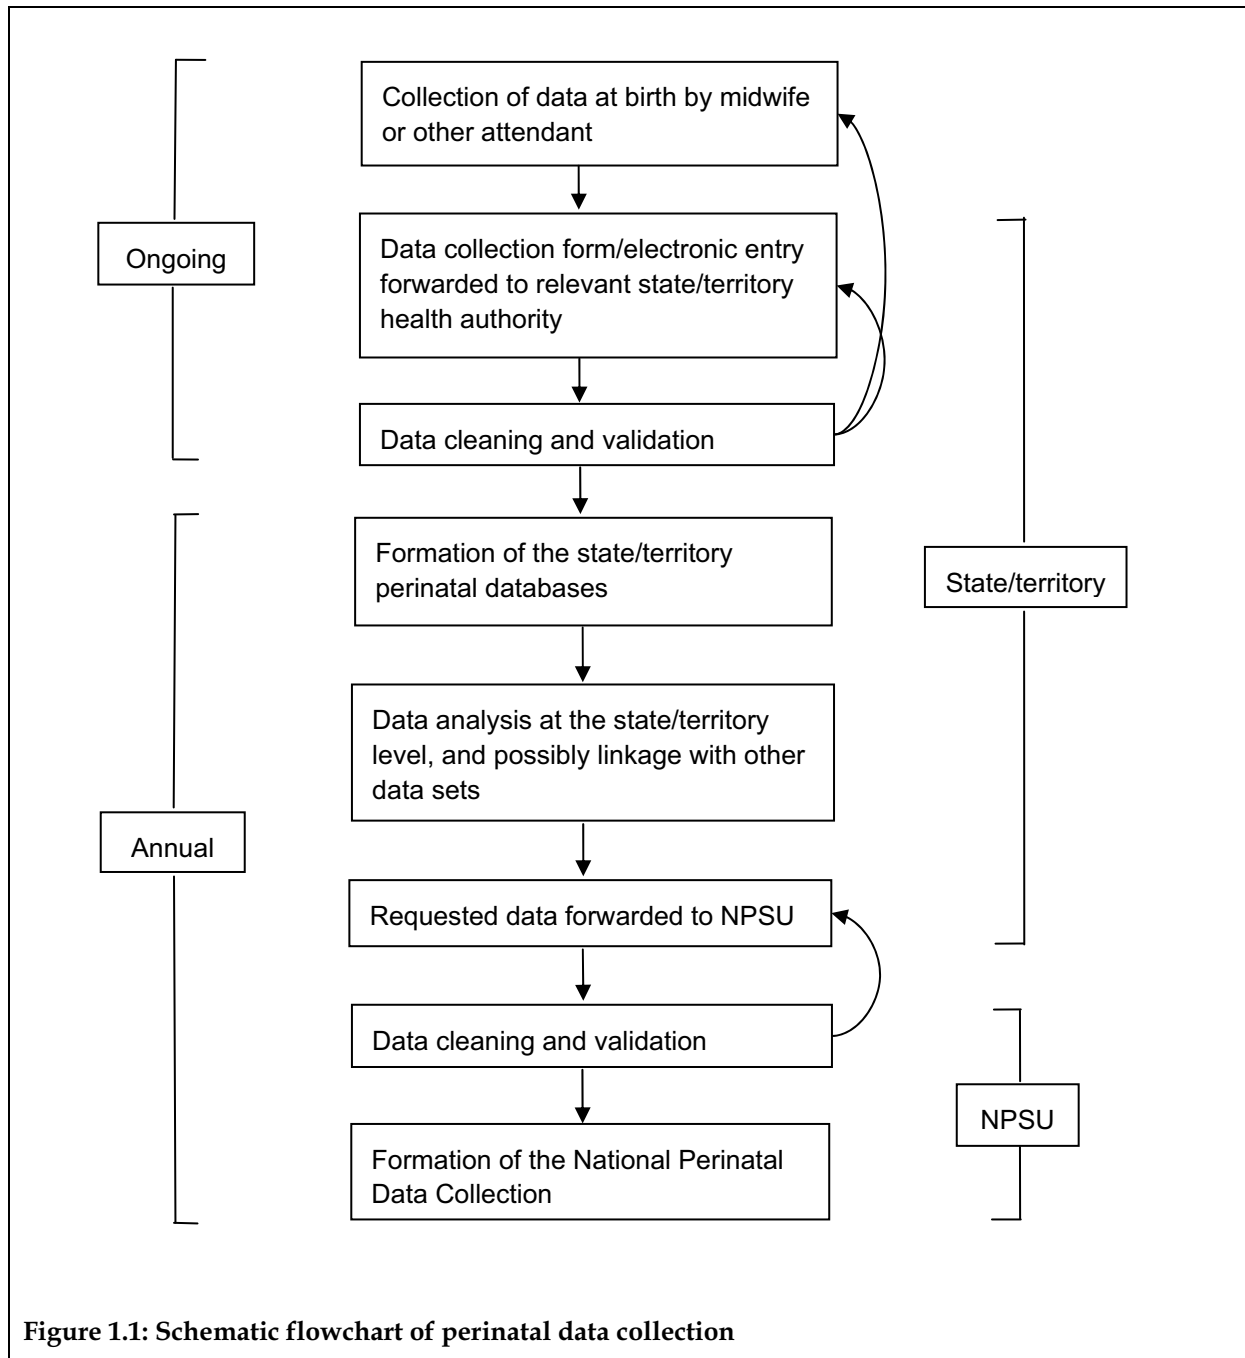 Collection of data at birth by midwife
or other attendant
Ongoing
Data collection form/electronic entry
forwarded to relevant state/territory
health authority
Data cleaning and validation
Formation of the state/territory
perinatal databases
State/territory
Data analysis at the state/territory
level, and possibly linkage with other
data sets
Annual
Requested data forwarded to NPSU
Data cleaning and validation
NPSU
Formation of the National Perinatal
Data Collection
Figure 1.1: Schematic flowchart of perinatal data collection